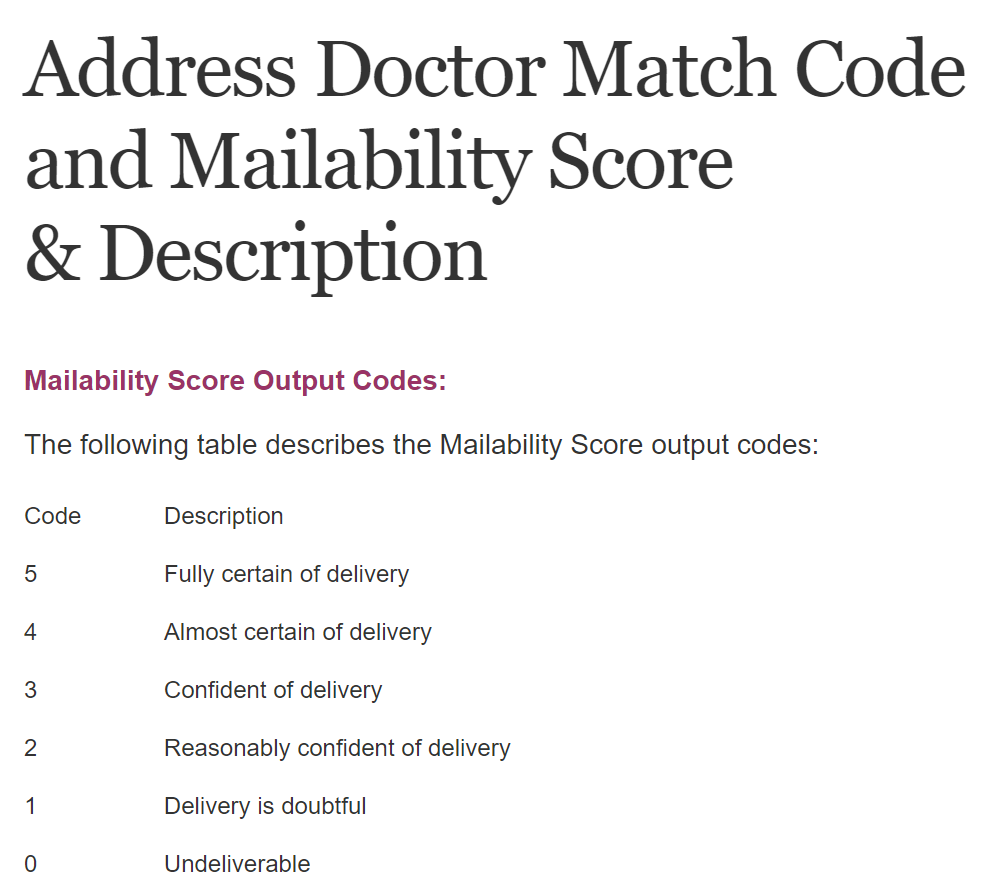 Address Doctor Match Code
and Mailability Score
& Description
Mailability Score Output Codes:
The following table describes the Mailability Score output codes:
Code Description
5 Fully certain of delivery
4 Almost certain of delivery
3 Confident of delivery
2 Reasonably confident of delivery
1 Delivery is doubtful
0 Undeliverable